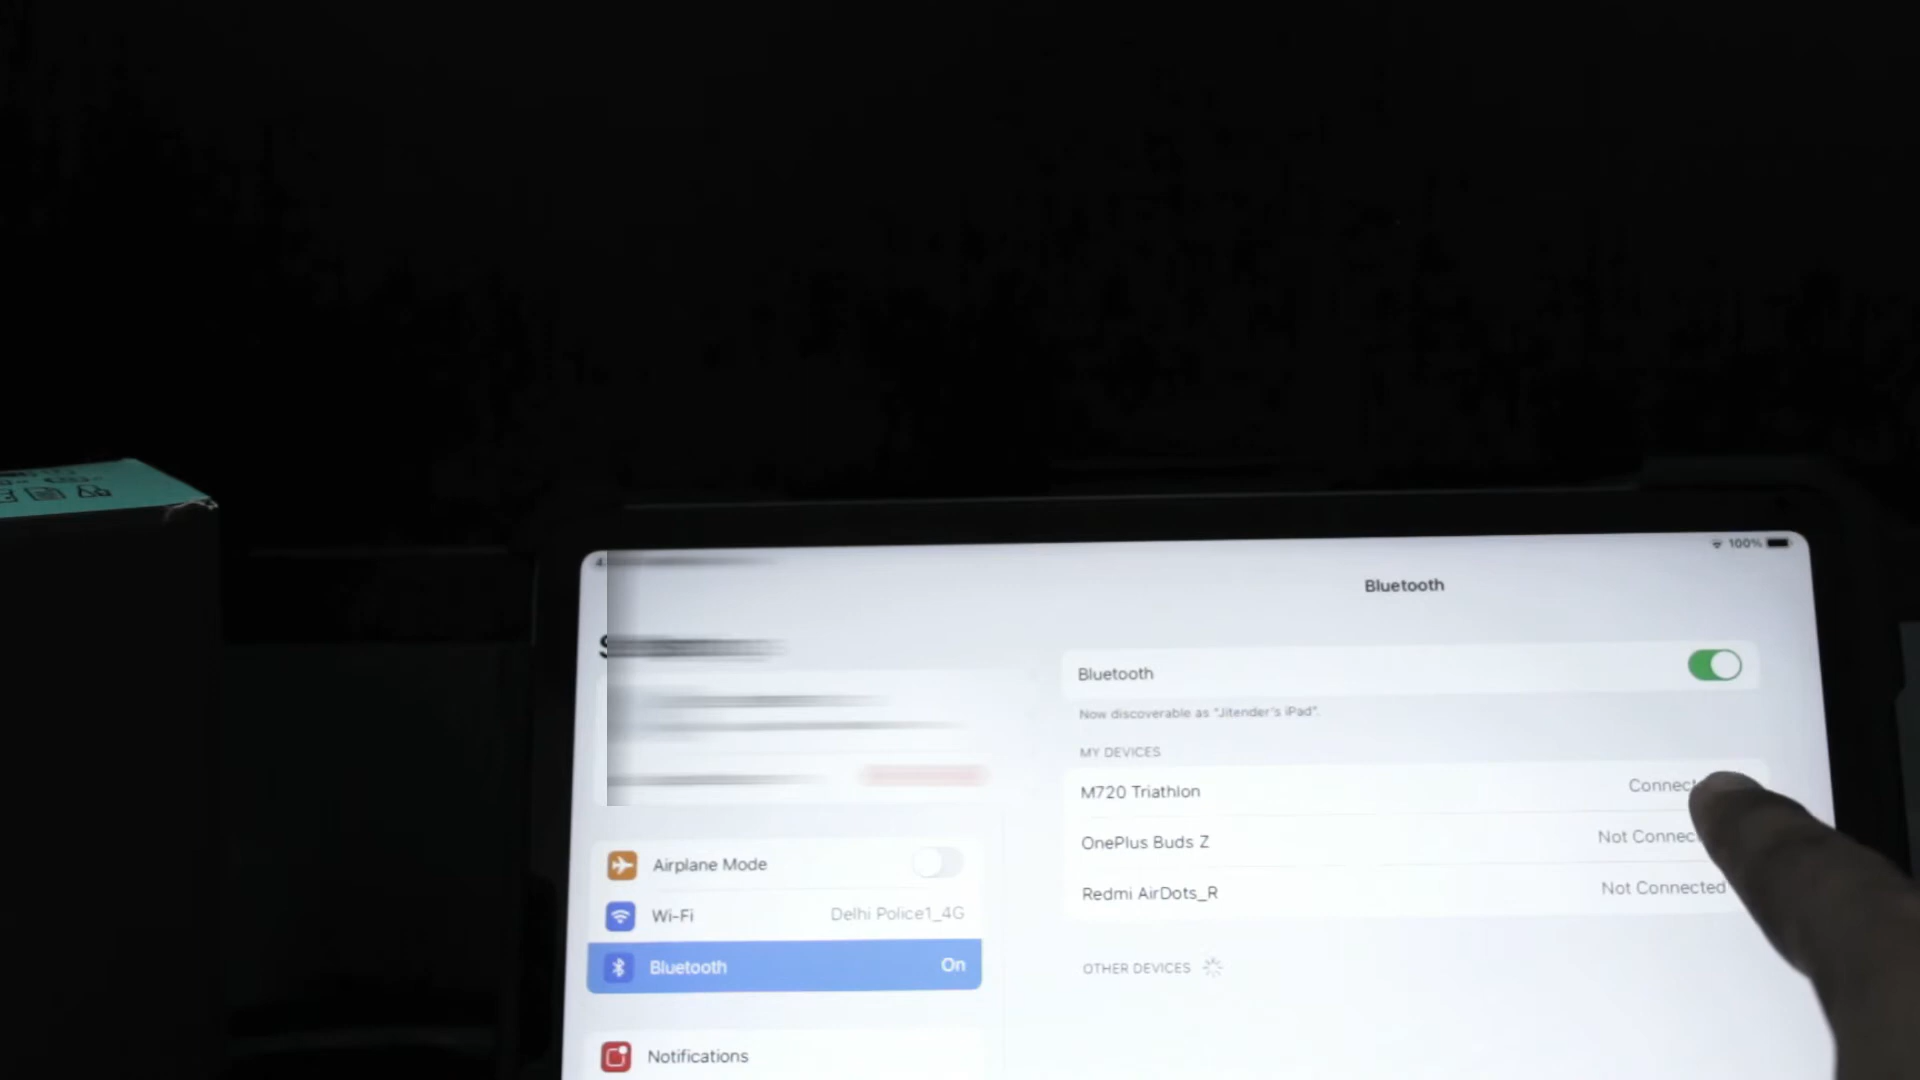 100%
Bluetooth
Bluetooth
Now discoverable as "Jitender's iPad".
MY DEVICES
M720 Triathlon
OnePlus Buds Z
Redmi AirDots_R Not Connected
OTHER DEVICES
Airplane Mode
Wi-Fi Delhi Police1_4G
Bluetooth On
Notifications